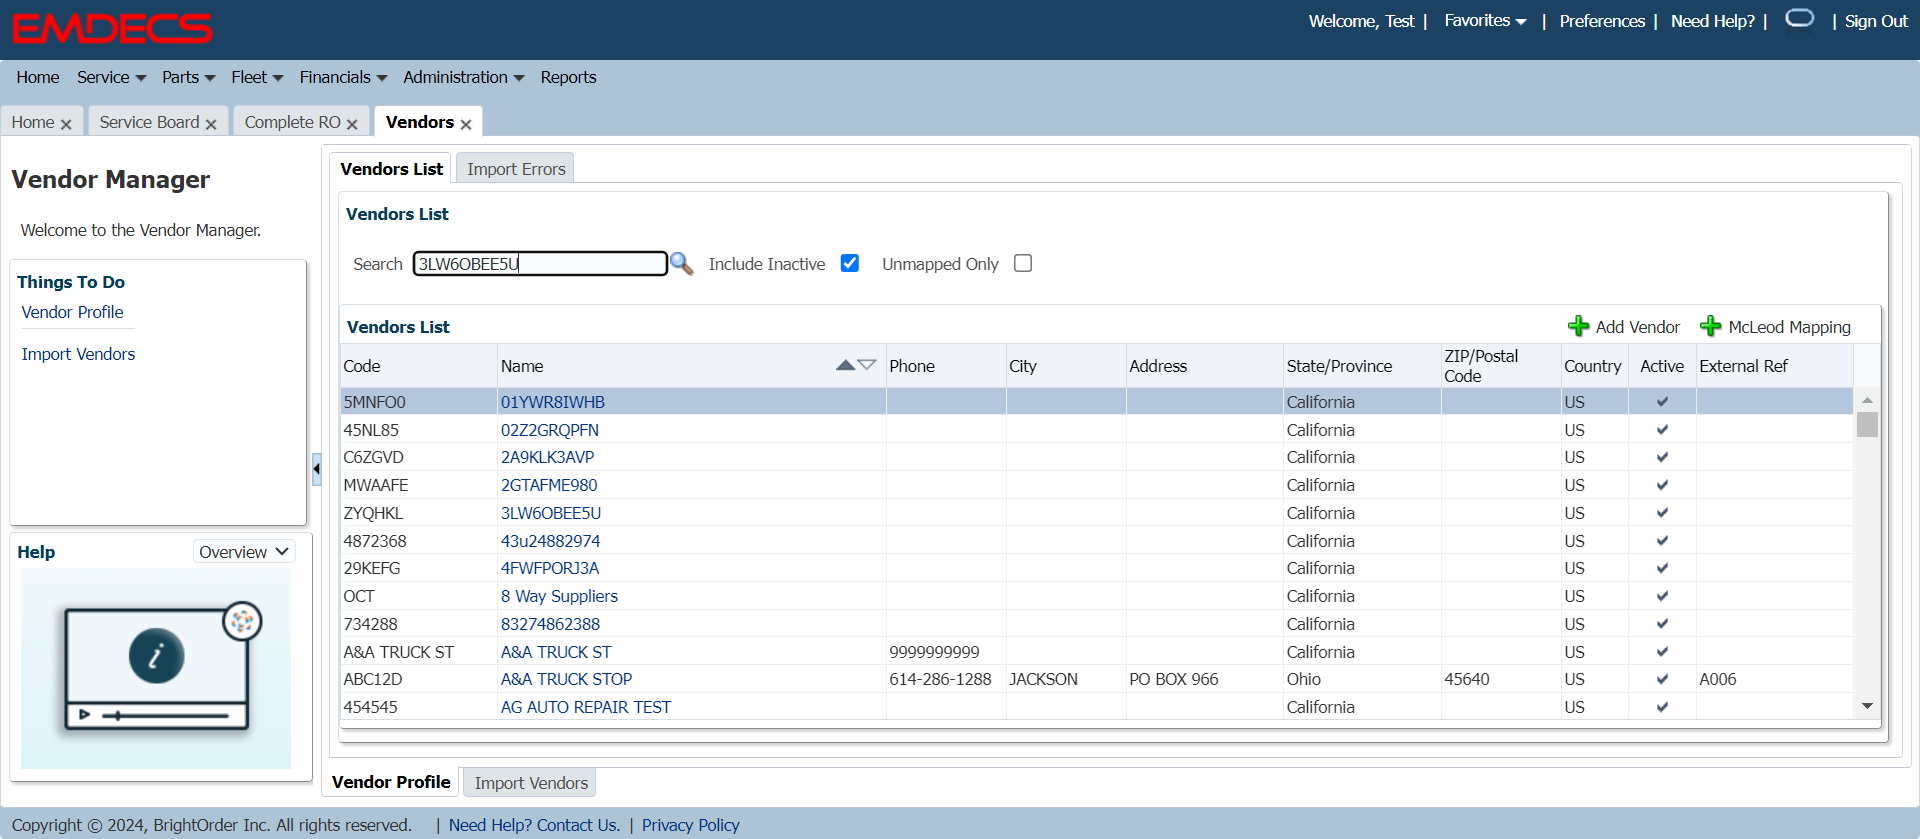 EMDECS
Welcome, Test | Favorites | Preferences | Need Help? | | Sign Out
Home Service Parts Fleet Financials Administration Reports
Home Service Board Complete RO Vendors
Vendor Manager
Welcome to the Vendor Manager.
Things To Do
Vendor Profile
Import Vendors
Help Overview
Vendors List Import Errors
Vendors List
Search 3LW6OBEE5U Include Inactive Unmapped Only
Vendors List Add Vendor McLeod Mapping
Code Name Phone City Address State/Province ZIP/Postal Code Country Active External Ref
5MNFO0 01YWR8IWHB California US
45NL85 02Z2GRQPFN California US
C6ZGVD 2A9KLK3AVP California US
MWAAFE 2GTAFME980 California US
ZYQHKL 3LW6OBEE5U California US
4872368 43u24882974 California US
29KEFG 4FWFPORJ3A California US
OCT 8 Way Suppliers California US
734288 83274862388 California US
A&A TRUCK ST A&A TRUCK ST 9999999999 California US
ABC12D A&A TRUCK STOP 614-286-1288 JACKSON PO BOX 966 Ohio 45640 US A006
454545 AG AUTO REPAIR TEST California US
Vendor Profile Import Vendors
Copyright © 2024, BrightOrder Inc. All rights reserved. | Need Help? Contact Us. | Privacy Policy